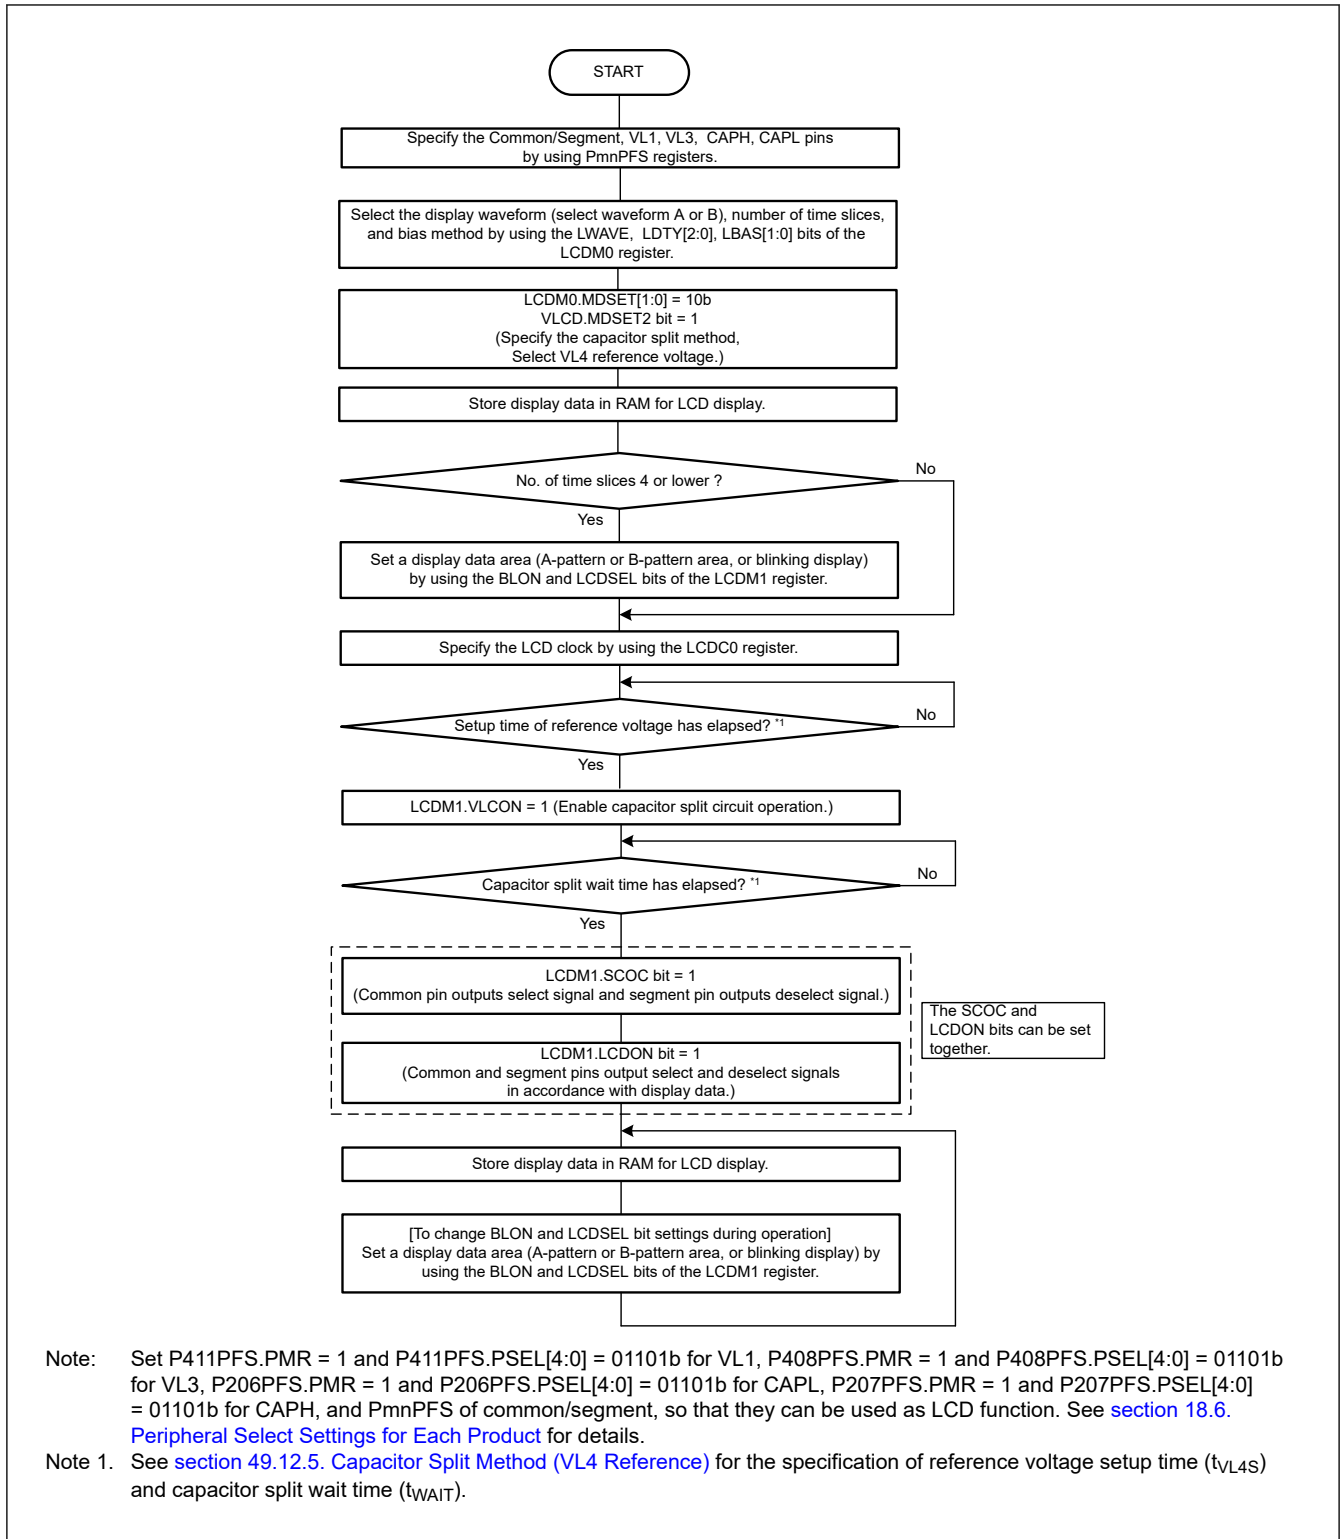 START
Specify the Common/Segment, VL1, VL3, CAPH, CAPL pins
by using PmnPFS registers.
Select the display waveform (select waveform A or B), number of time slices,
and bias method by using the LWAVE, LDTY[2:0], LBAS[1:0] bits of the
LCDM0 register.
LCDM0.MDSET[1:0] = 10b
VLCD.MDSET2 bit = 1
(Specify the capacitor split method,
Select VL4 reference voltage.)
Store display data in RAM for LCD display.
No. of time slices 4 or lower ?
No
Yes
Set a display data area (A-pattern or B-pattern area, or blinking display)
by using the BLON and LCDSEL bits of the LCDM1 register.
Specify the LCD clock by using the LCDC0 register.
Setup time of reference voltage has elapsed? *1
No
Yes
LCDM1.VLCON = 1 (Enable capacitor split circuit operation.)
Capacitor split wait time has elapsed? *1
No
Yes
LCDM1.SCOC bit = 1
(Common pin outputs select signal and segment pin outputs deselect signal.)
The SCOC and
LCDON bits can be set
together.
LCDM1.LCDON bit = 1
(Common and segment pins output select and deselect signals
in accordance with display data.)
Store display data in RAM for LCD display.
[To change BLON and LCDSEL bit settings during operation]
Set a display data area (A-pattern or B-pattern area, or blinking display) by
using the BLON and LCDSEL bits of the LCDM1 register.
Note: Set P411PFS.PMR = 1 and P411PFS.PSEL[4:0] = 01101b for VL1, P408PFS.PMR = 1 and P408PFS.PSEL[4:0] = 01101b
for VL3, P206PFS.PMR = 1 and P206PFS.PSEL[4:0] = 01101b for CAPL, P207PFS.PMR = 1 and P207PFS.PSEL[4:0]
= 01101b for CAPH, and PmnPFS of common/segment, so that they can be used as LCD function. See section 18.6.
Peripheral Select Settings for Each Product for details.
Note 1. See section 49.12.5. Capacitor Split Method (VL4 Reference) for the specification of reference voltage setup time (tVL4S)
and capacitor split wait time (tWAIT).